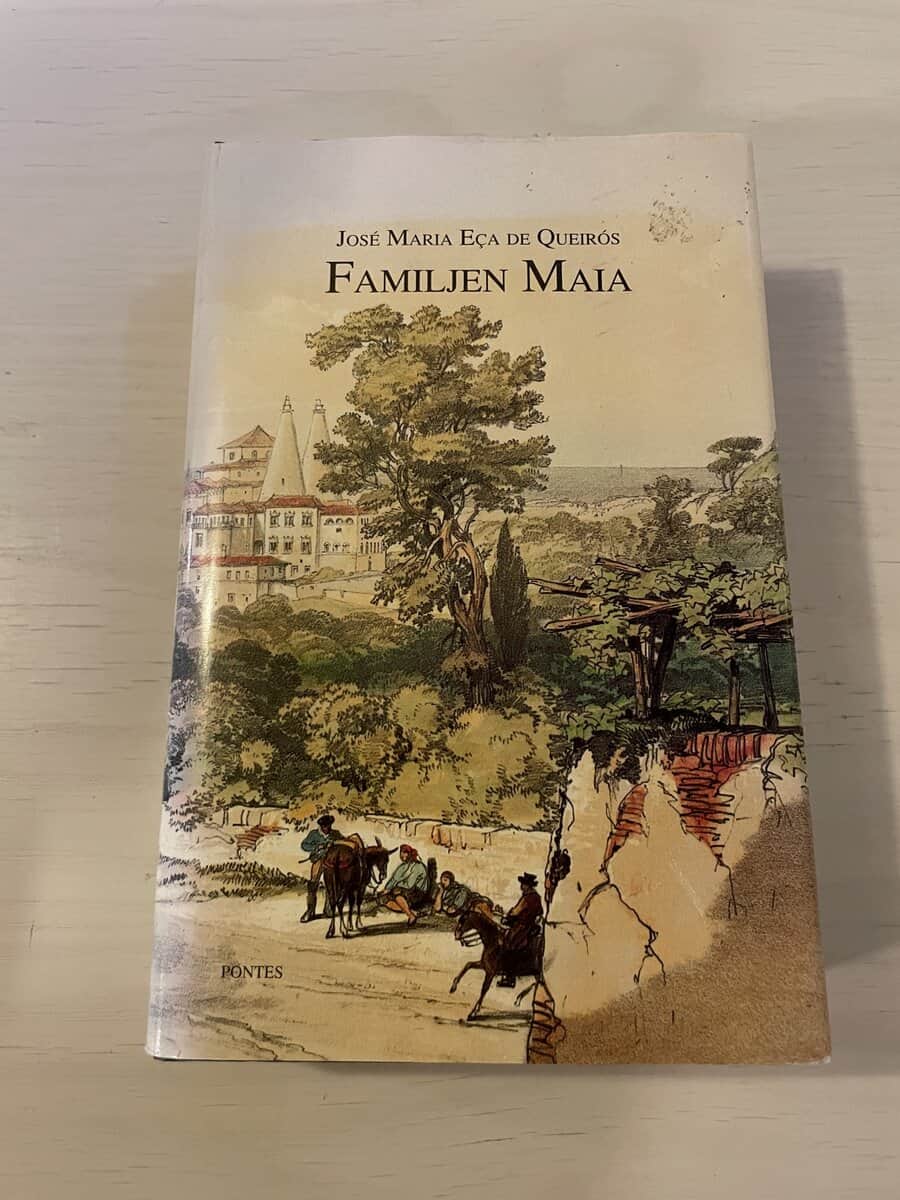 José Maria Eça de Queirós
Familjen Maia
PONTES